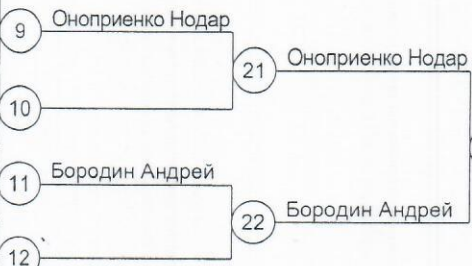 9 Оноприенко Нодар
21 Оноприенко Нодар
10
11 Бородин Андрей
22 Бородин Андрей
12